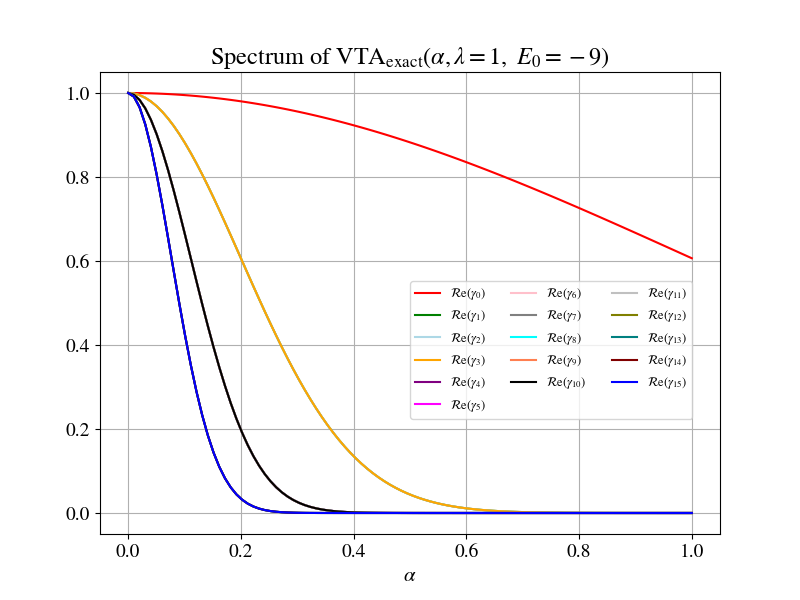 Spectrum of VTA_exact(α, λ = 1, E₀ = −9)
1.0
0.8
0.6
0.4
0.2
0.0
ℛe(γ₀) ℛe(γ₆) ℛe(γ₁₁)
ℛe(γ₁) ℛe(γ₇) ℛe(γ₁₂)
ℛe(γ₂) ℛe(γ₈) ℛe(γ₁₃)
ℛe(γ₃) ℛe(γ₉) ℛe(γ₁₄)
ℛe(γ₄) ℛe(γ₁₀) ℛe(γ₁₅)
ℛe(γ₅)
0.0 0.2 0.4 0.6 0.8 1.0
α